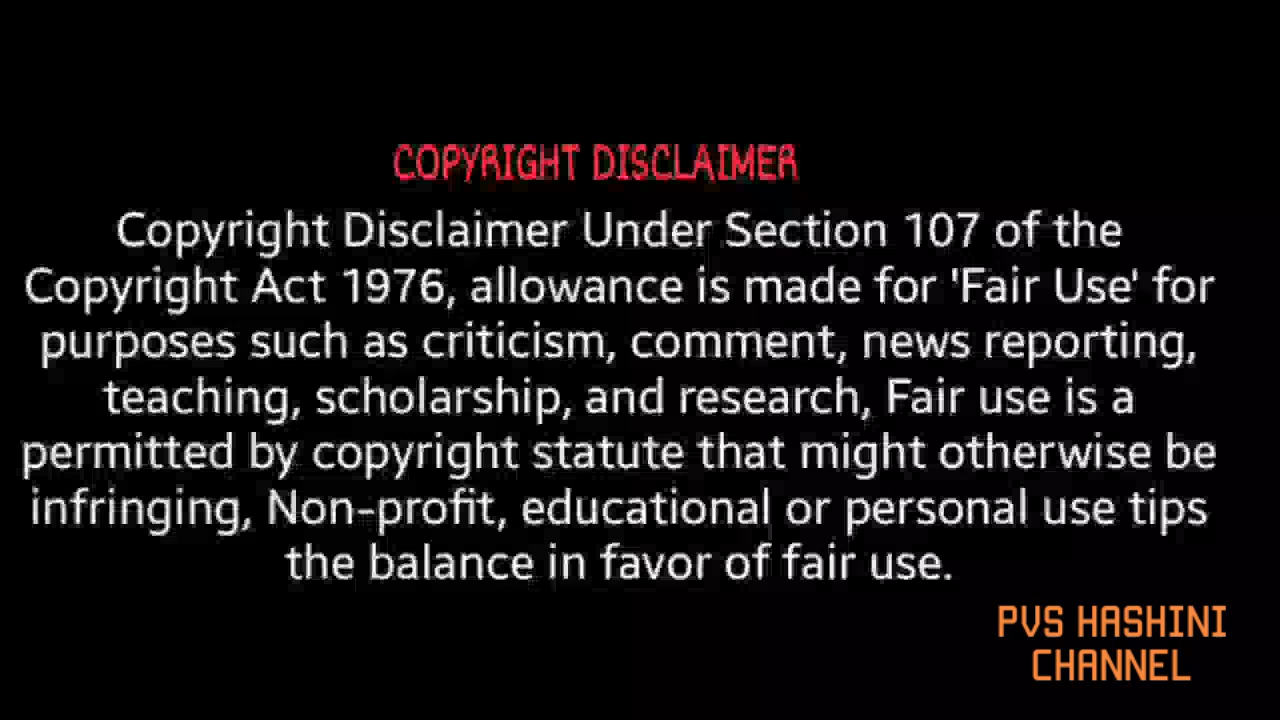 COPYRIGHT DISCLAIMER
Copyright Disclaimer Under Section 107 of the
Copyright Act 1976, allowance is made for 'Fair Use' for
purposes such as criticism, comment, news reporting,
teaching, scholarship, and research, Fair use is a
permitted by copyright statute that might otherwise be
infringing, Non-profit, educational or personal use tips
the balance in favor of fair use.
PVS HASHINI
CHANNEL